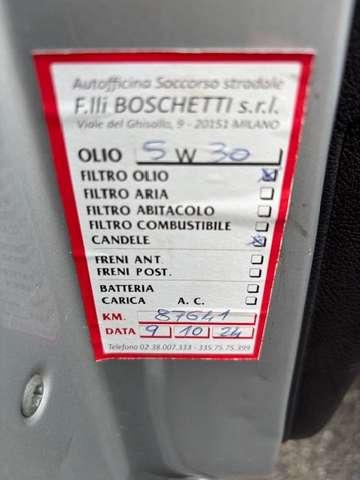 Autofficina Soccorso stradale
F.lli BOSCHETTI s.r.l.
Viale del Ghisallo, 9 - 20151 MILANO
OLIO 5 W 30
FILTRO OLIO
FILTRO ARIA
FILTRO ABITACOLO
FILTRO COMBUSTIBILE
CANDELE
FRENI ANT.
FRENI POST.
BATTERIA
CARICA A. C.
KM. 87641
DATA 9 10 24
Telefono 02.38.007.333 - 335.75.75.399